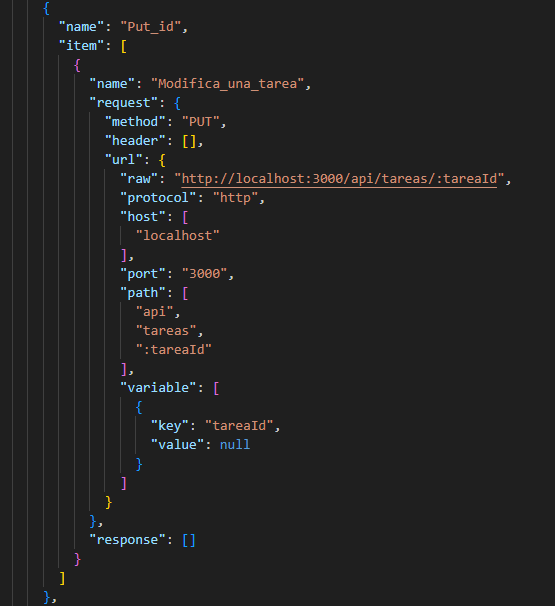 {
"name": "Put_id",
"item": [
{
"name": "Modifica_una_tarea",
"request": {
"method": "PUT",
"header": [],
"url": {
"raw": "http://localhost:3000/api/tareas/:tareaId",
"protocol": "http",
"host": [
"localhost"
],
"port": "3000",
"path": [
"api",
"tareas",
":tareaId"
],
"variable": [
{
"key": "tareaId",
"value": null
}
]
}
},
"response": []
}
]
},